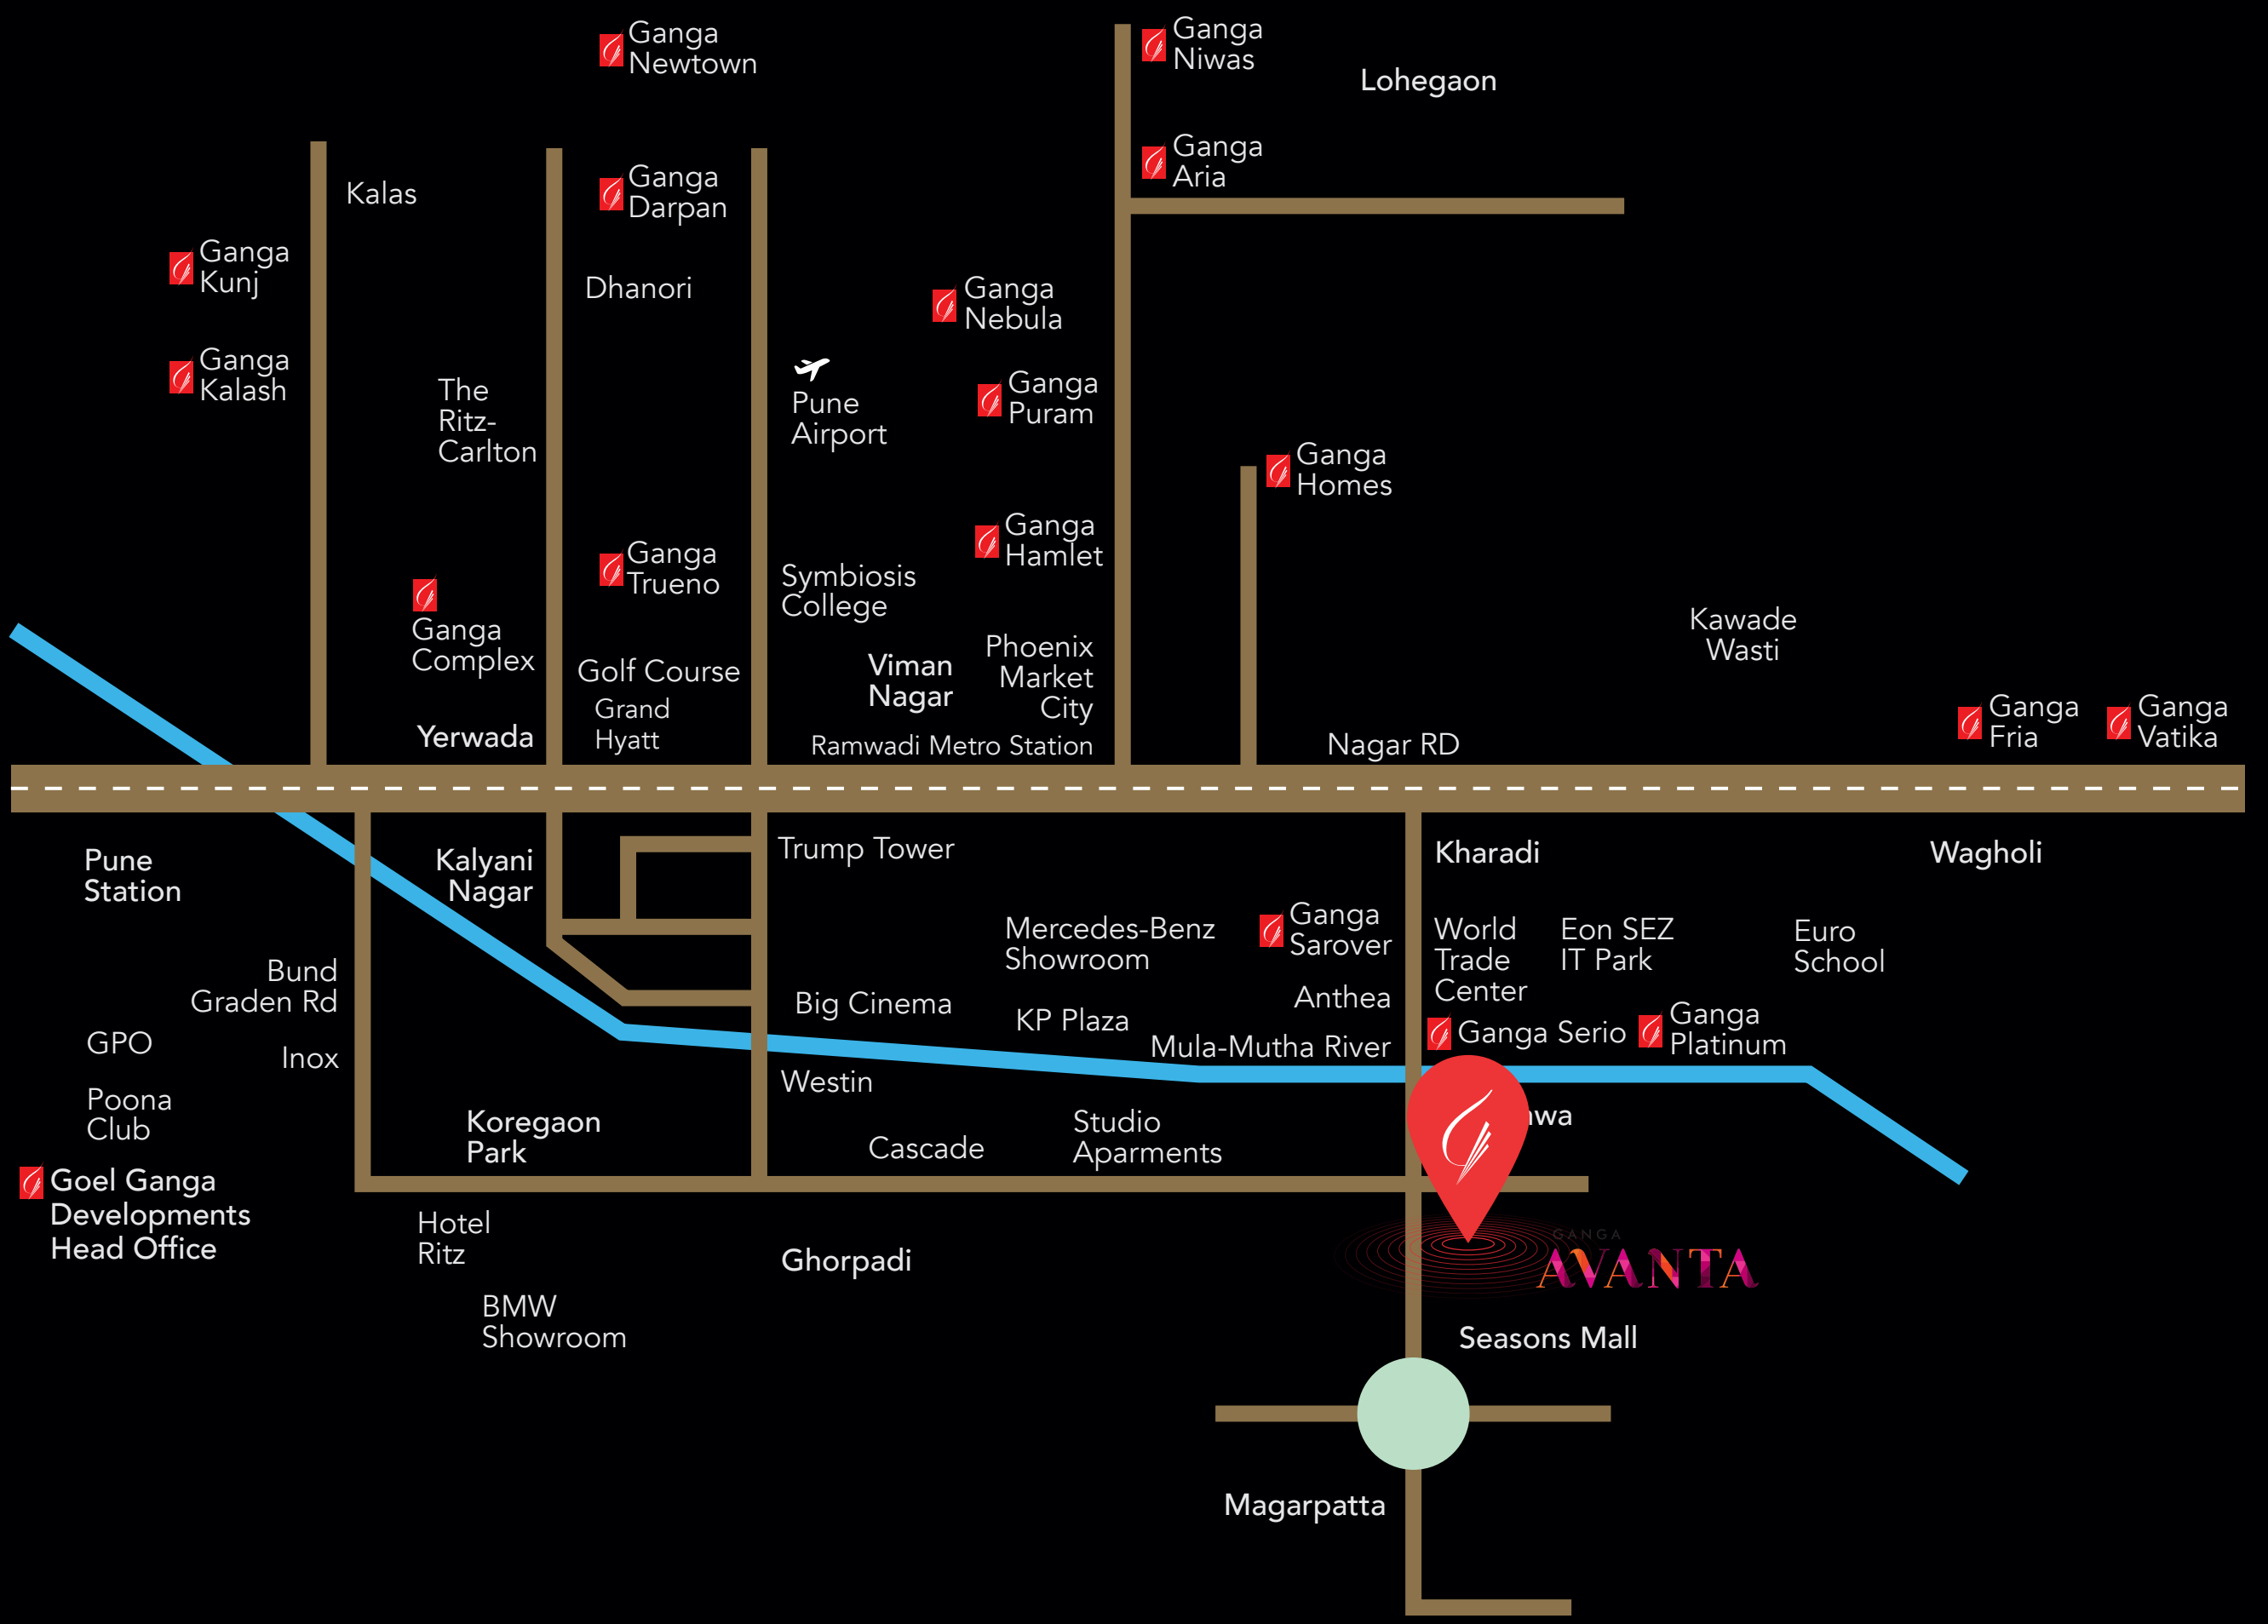 Ganga
Newtown
Ganga
Niwas
Lohegaon
Ganga
Aria
Kalas
Ganga
Darpan
Ganga
Kunj
Dhanori
Ganga
Nebula
Ganga
Kalash
The
Ritz-
Carlton
Pune
Airport
Ganga
Puram
Ganga
Homes
Ganga
Hamlet
Ganga
Trueno
Symbiosis
College
Ganga
Complex
Kawade
Wasti
Golf Course
Viman
Nagar
Phoenix
Market
City
Grand
Hyatt
Yerwada
Ramwadi Metro Station
Nagar RD
Ganga
Fria
Ganga
Vatika
Pune
Station
Kalyani
Nagar
Trump Tower
Kharadi
Wagholi
Mercedes-Benz
Showroom
Ganga
Sarover
World
Trade
Center
Eon SEZ
IT Park
Euro
School
Bund
Graden Rd
Big Cinema
Anthea
KP Plaza
GPO
Inox
Mula-Mutha River
Ganga Serio
Ganga
Platinum
Westin
Poona
Club
Koregaon
Park
Cascade
Studio
Aparments
Goel Ganga
Developments
Head Office
Hotel
Ritz
Ghorpadi
GANGA
AVANTA
BMW
Showroom
Seasons Mall
Magarpatta